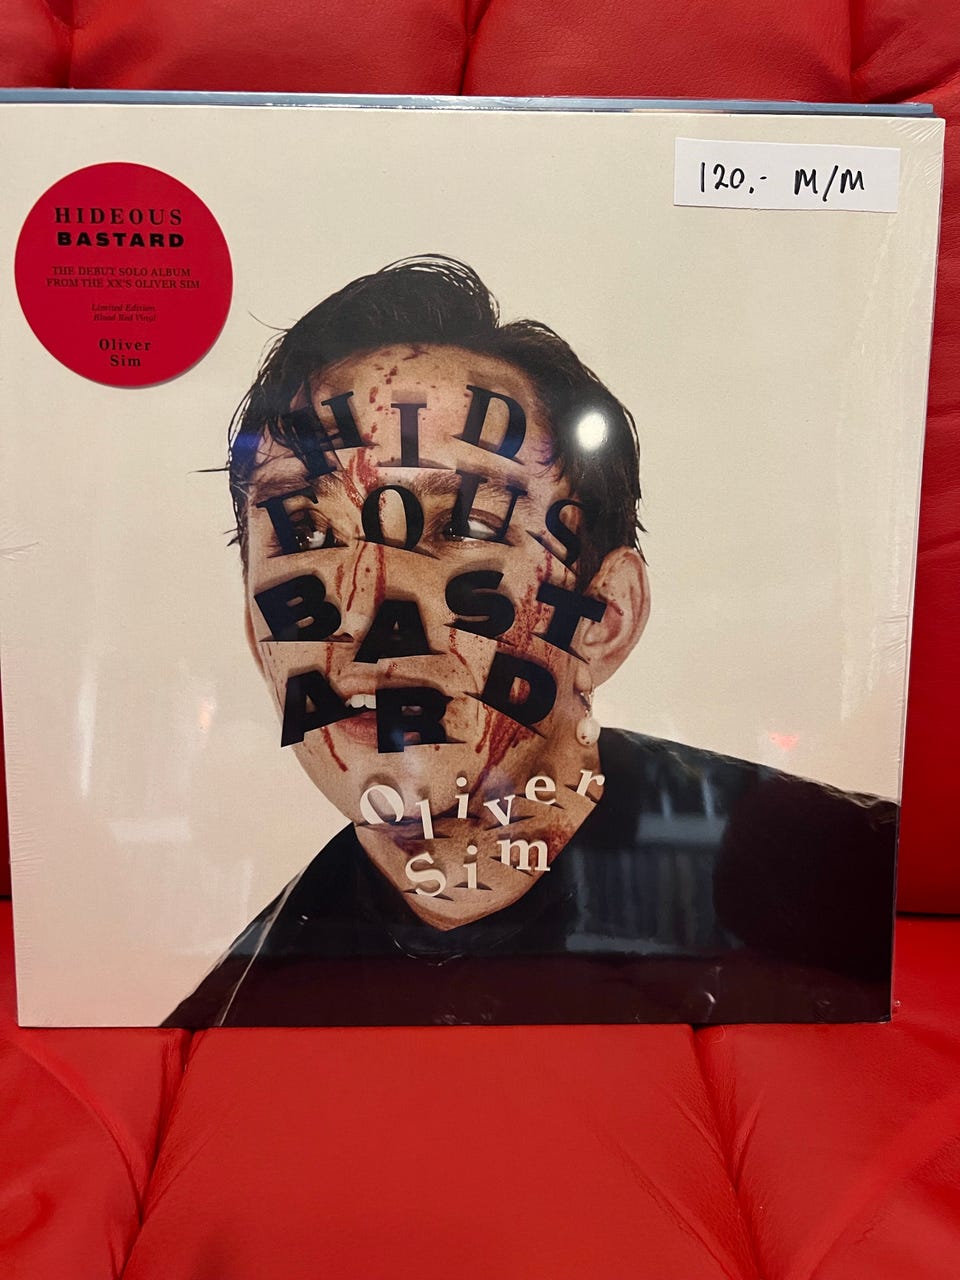 HIDEOUS
BASTARD
THE DEBUT SOLO ALBUM
FROM THE XX'S OLIVER SIM
Limited Edition
Blood Red Vinyl
Oliver
Sim
120,- M/M
HID
EOUS
BAST
ARD
Oliver
Sim